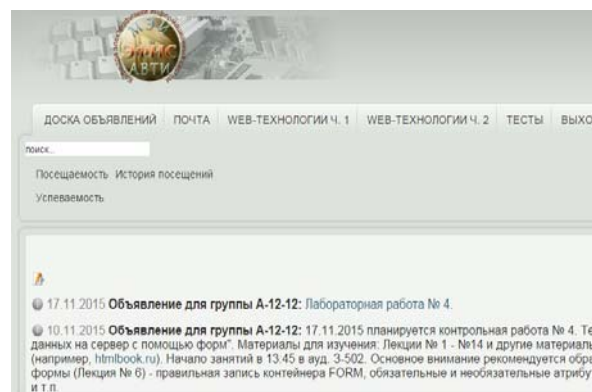 МЭИ
АВТИ
ДОСКА ОБЪЯВЛЕНИЙ ПОЧТА WEB-ТЕХНОЛОГИИ Ч. 1 WEB-ТЕХНОЛОГИИ Ч. 2 ТЕСТЫ ВЫХО
поиск...
Посещаемость История посещений
Успеваемость
17.11.2015 Объявление для группы А-12-12: Лабораторная работа № 4.
10.11.2015 Объявление для группы А-12-12: 17.11.2015 планируется контрольная работа № 4. Те
данных на сервер с помощью форм". Материалы для изучения: Лекции № 1 - №14 и другие материаль
(например, htmlbook.ru). Начало занятий в 13.45 в ауд. 3-502. Основное внимание рекомендуется обра
формы (Лекция № 6) - правильная запись контейнера FORM, обязательные и необязательные атрибу
и т.п.